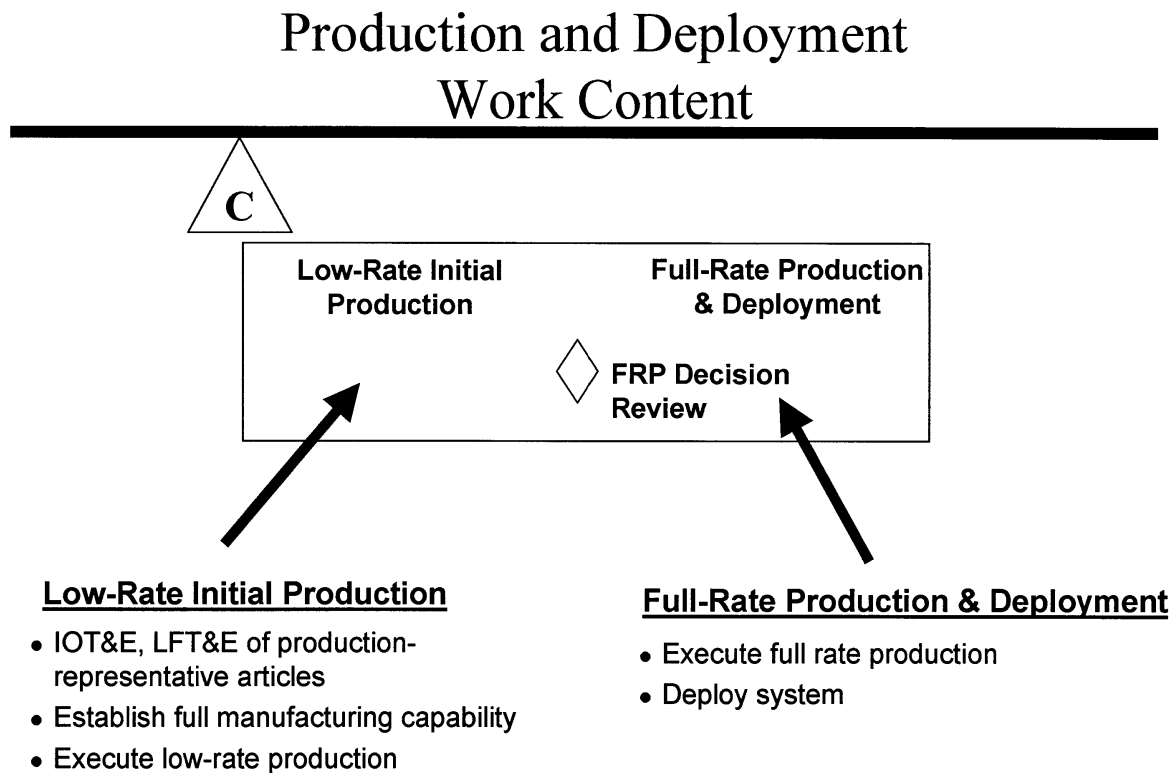 Production and Deployment
Work Content
C
Low-Rate Initial
Production
Full-Rate Production
& Deployment
FRP Decision
Review
Low-Rate Initial Production
• IOT&E, LFT&E of production-
representative articles
• Establish full manufacturing capability
• Execute low-rate production
Full-Rate Production & Deployment
• Execute full rate production
• Deploy system